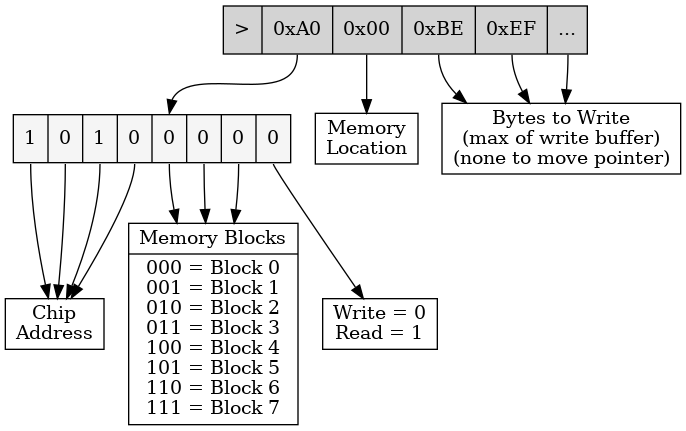 > 0xA0 0x00 0xBE 0xEF ...
1 0 1 0 0 0 0 0
Memory
Location
Bytes to Write
(max of write buffer)
(none to move pointer)
Chip
Address
Memory Blocks
000 = Block 0
001 = Block 1
010 = Block 2
011 = Block 3
100 = Block 4
101 = Block 5
110 = Block 6
111 = Block 7
Write = 0
Read = 1